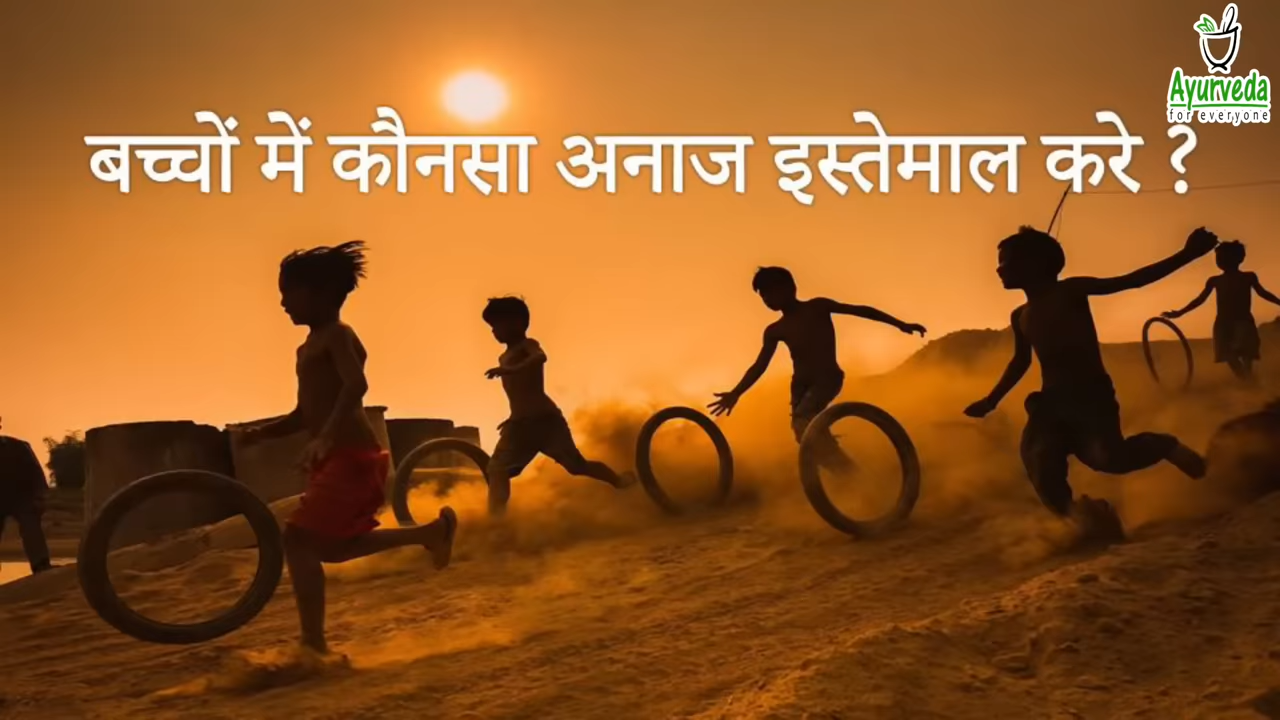 Ayurveda
for everyone
बच्चों में कौनसा अनाज इस्तेमाल करे ?